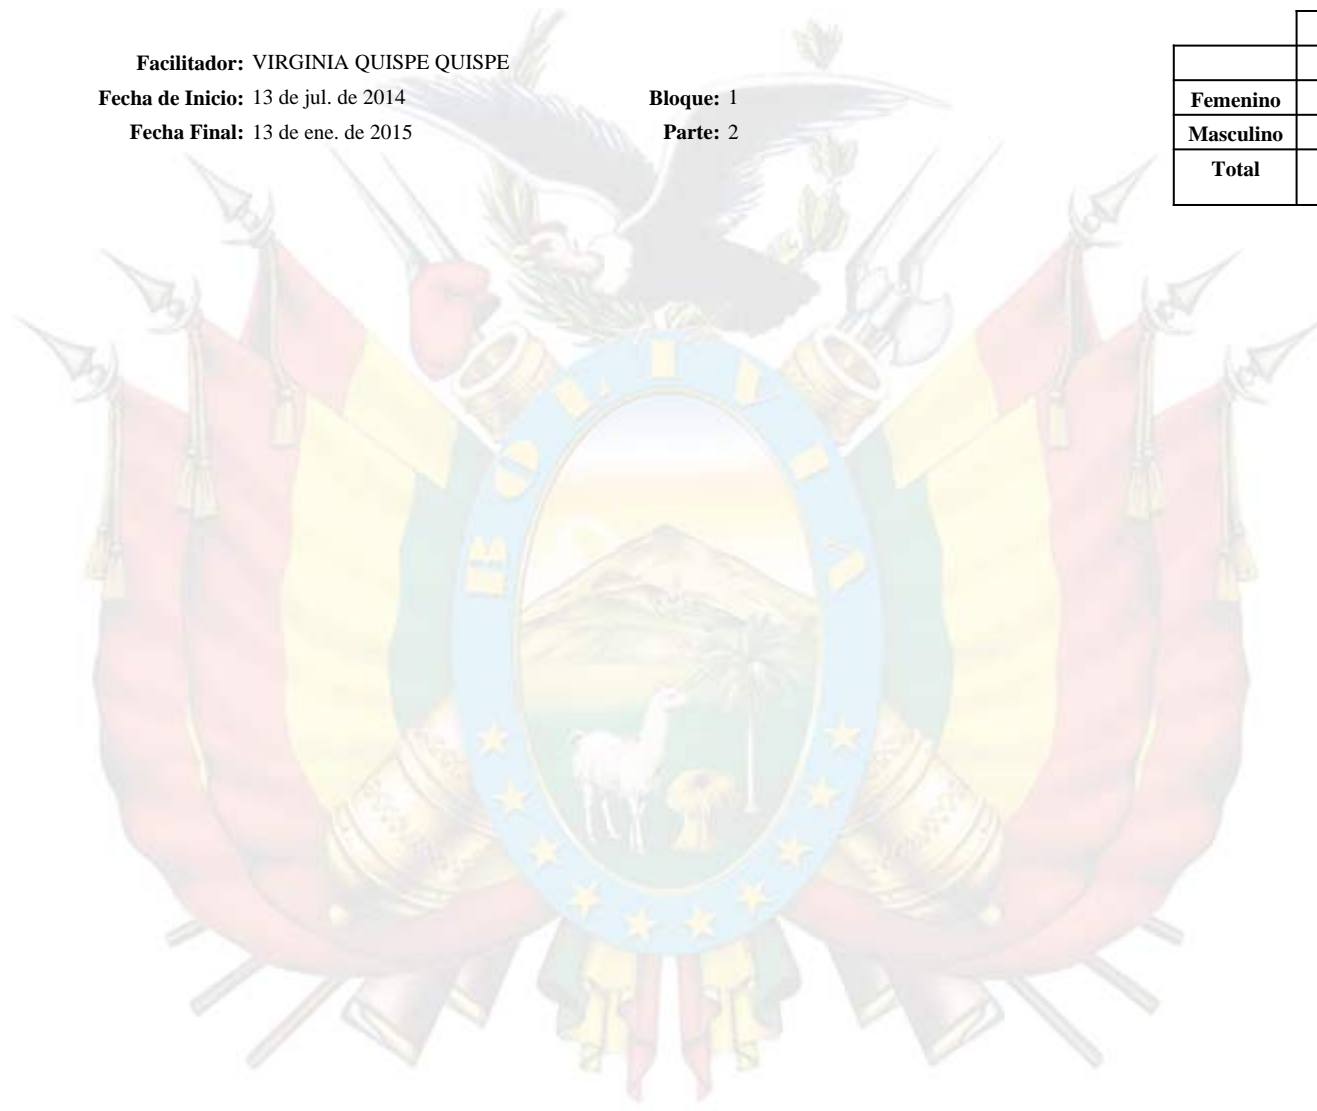 Facilitador: VIRGINIA QUISPE QUISPE
Fecha de Inicio: 13 de jul. de 2014 Bloque: 1
Fecha Final: 13 de ene. de 2015 Parte: 2
Femenino
Masculino
Total
BOLIVIA